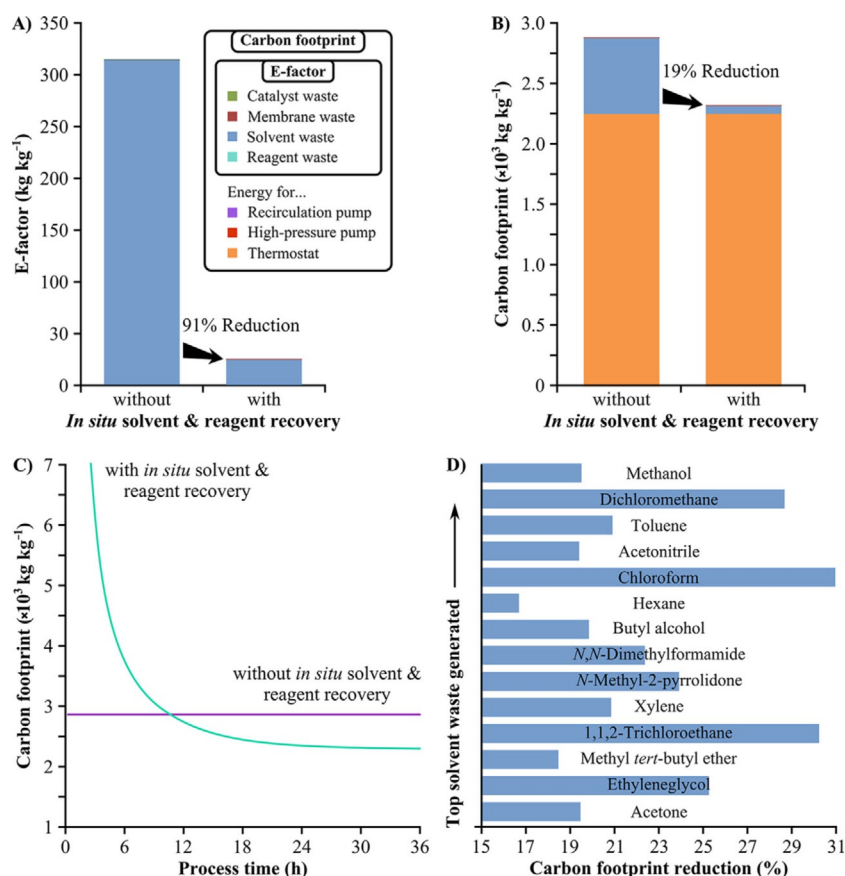 A)
350
300
250
200
150
300
30
0
E-factor (kg kg⁻¹)
Carbon footprint
E-factor
Catalyst waste
Membrane waste
Solvent waste
Reagent waste
Energy for...
Recirculation pump
High-pressure pump
Thermostat
91% Reduction
without with
In situ solvent & reagent recovery
B)
3.0
2.5
2.0
1.5
1.0
0.5
0
Carbon footprint (×10³ kg kg⁻¹)
19% Reduction
without with
In situ solvent & reagent recovery
C)
7
6
5
4
3
2
1
Carbon footprint (×10³ kg kg⁻¹)
with in situ solvent &
reagent recovery
without in situ solvent &
reagent recovery
0 6 12 18 24 30 36
Process time (h)
D)
Top solvent waste generated
Methanol
Dichloromethane
Toluene
Acetonitrile
Chloroform
Hexane
Butyl alcohol
N,N-Dimethylformamide
N-Methyl-2-pyrrolidone
Xylene
1,1,2-Trichloroethane
Methyl tert-butyl ether
Ethyleneglycol
Acetone
15 17 19 21 23 25 27 29 31
Carbon footprint reduction (%)